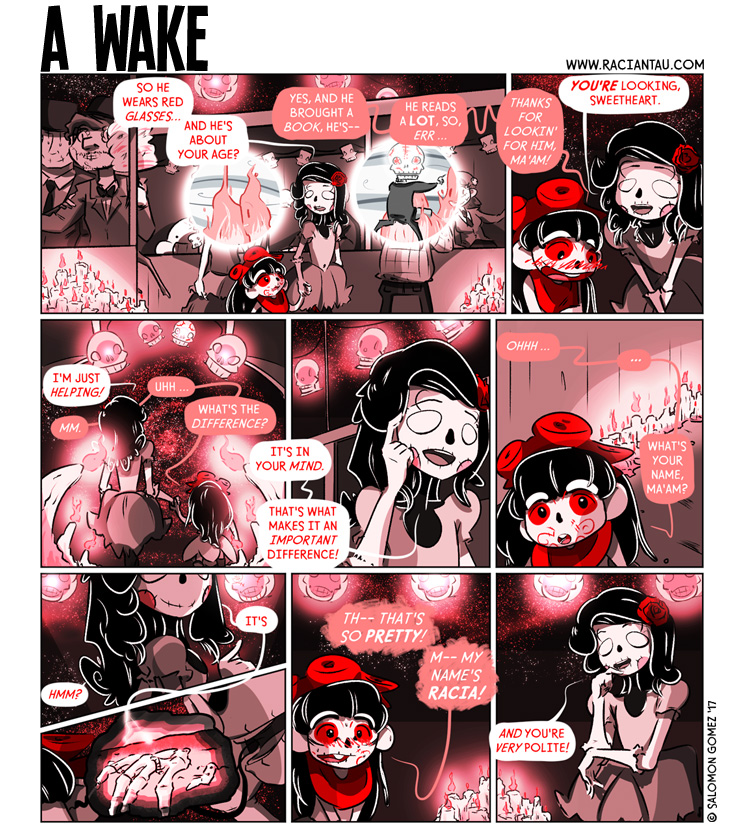 A WAKE
WWW.RACIANTAU.COM
SO HE
WEARS RED
GLASSES...
AND HE'S
ABOUT
YOUR AGE?
YES, AND HE
BROUGHT A
BOOK, HE'S--
HE READS
A LOT, SO,
ERR ...
THANKS
FOR
LOOKIN'
FOR HIM,
MA'AM!
YOU'RE LOOKING,
SWEETHEART.
I'M JUST
HELPING!
MM.
UHH ...
WHAT'S THE
DIFFERENCE?
IT'S IN
YOUR MIND.
THAT'S WHAT
MAKES IT AN
IMPORTANT
DIFFERENCE!
OHHH ...
...
WHAT'S
YOUR
NAME,
MA'AM?
IT'S
HMM?
TH-- THAT'S
SO PRETTY!
M-- MY
NAME'S
RACIA!
AND YOU'RE
VERY POLITE!
© SALOMON GOMEZ '17